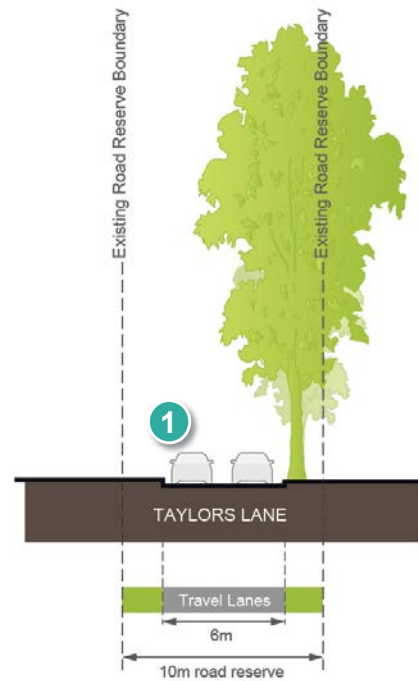 Existing Road Reserve Boundary
Existing Road Reserve Boundary
1
TAYLORS LANE
Travel Lanes
6m
10m road reserve